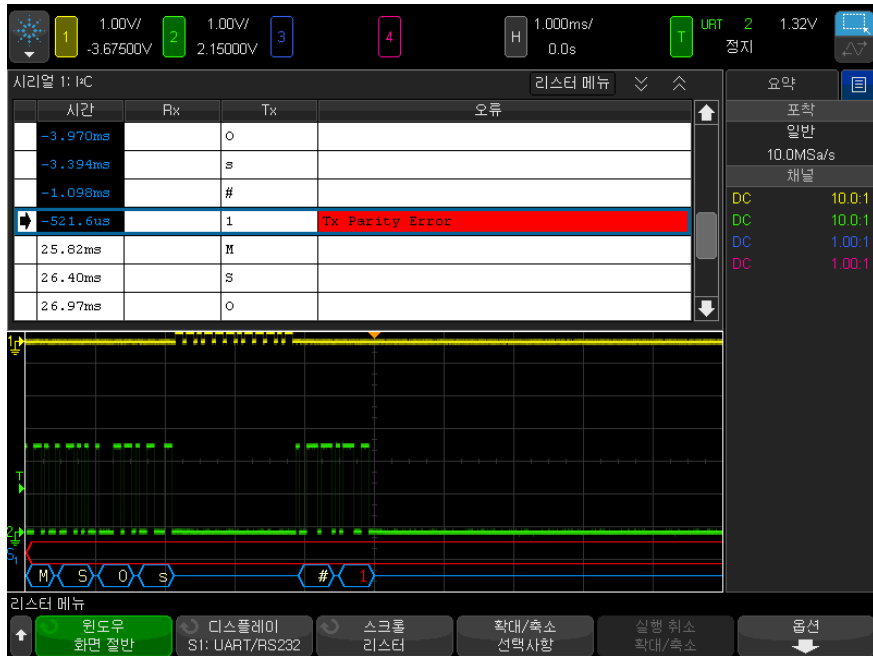 1 1.00V/ 2 1.00V/ 3 4 H 1.000ms/ T URT 2 1.32V
-3.67500V 2.15000V 0.0s 정지
시리얼 1: I²C 리스터 메뉴
시간 Rx Tx 오류
-3.970ms O
-3.394ms s
-1.098ms #
-521.6us 1 Tx Parity Error
25.82ms M
26.40ms S
26.97ms O
요약
포착
일반
10.0MSa/s
채널
DC 10.0:1
DC 10.0:1
DC 1.00:1
DC 1.00:1
1
T
2
S1
M S O s # 1
리스터 메뉴
윈도우 디스플레이 스크롤 확대/축소 실행 취소 옵션
화면 절반 S1: UART/RS232 리스터 선택사항 확대/축소